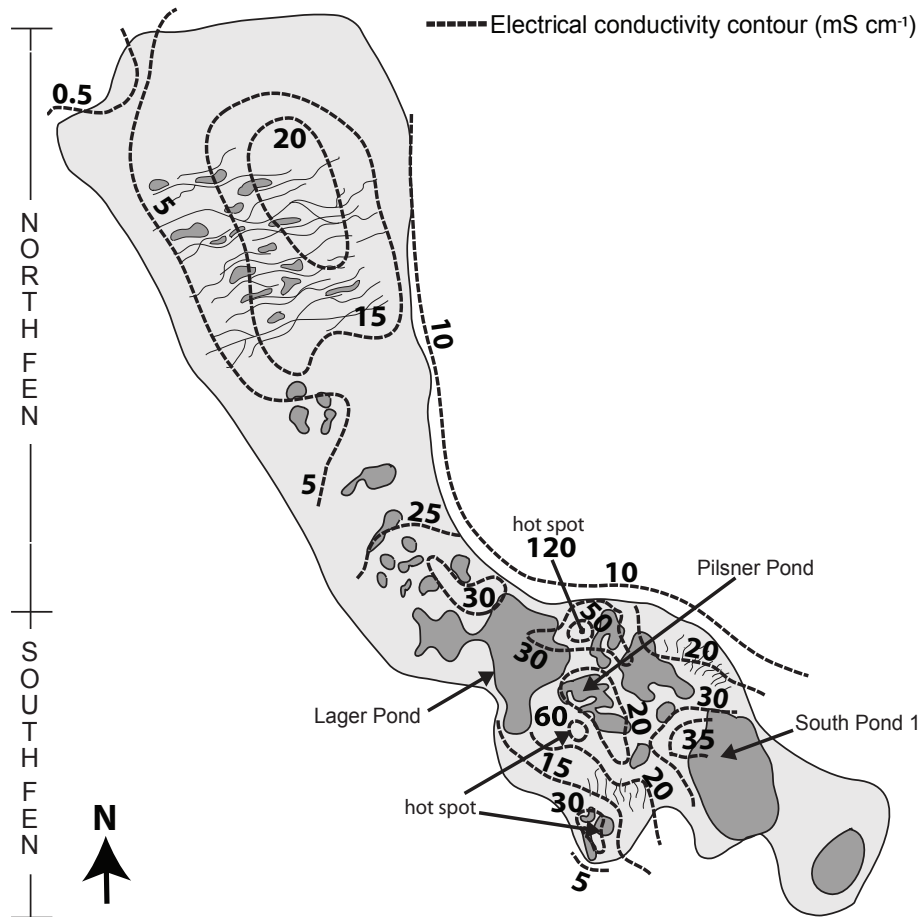 Electrical conductivity contour (mS cm⁻¹)
0.5
20
5
NORTH FEN
15
10
5
25
hot spot
120
10
Pilsner Pond
30
50
30
20
SOUTH FEN
30
Lager Pond
60
20
35
South Pond 1
15
20
hot spot
30
N
5